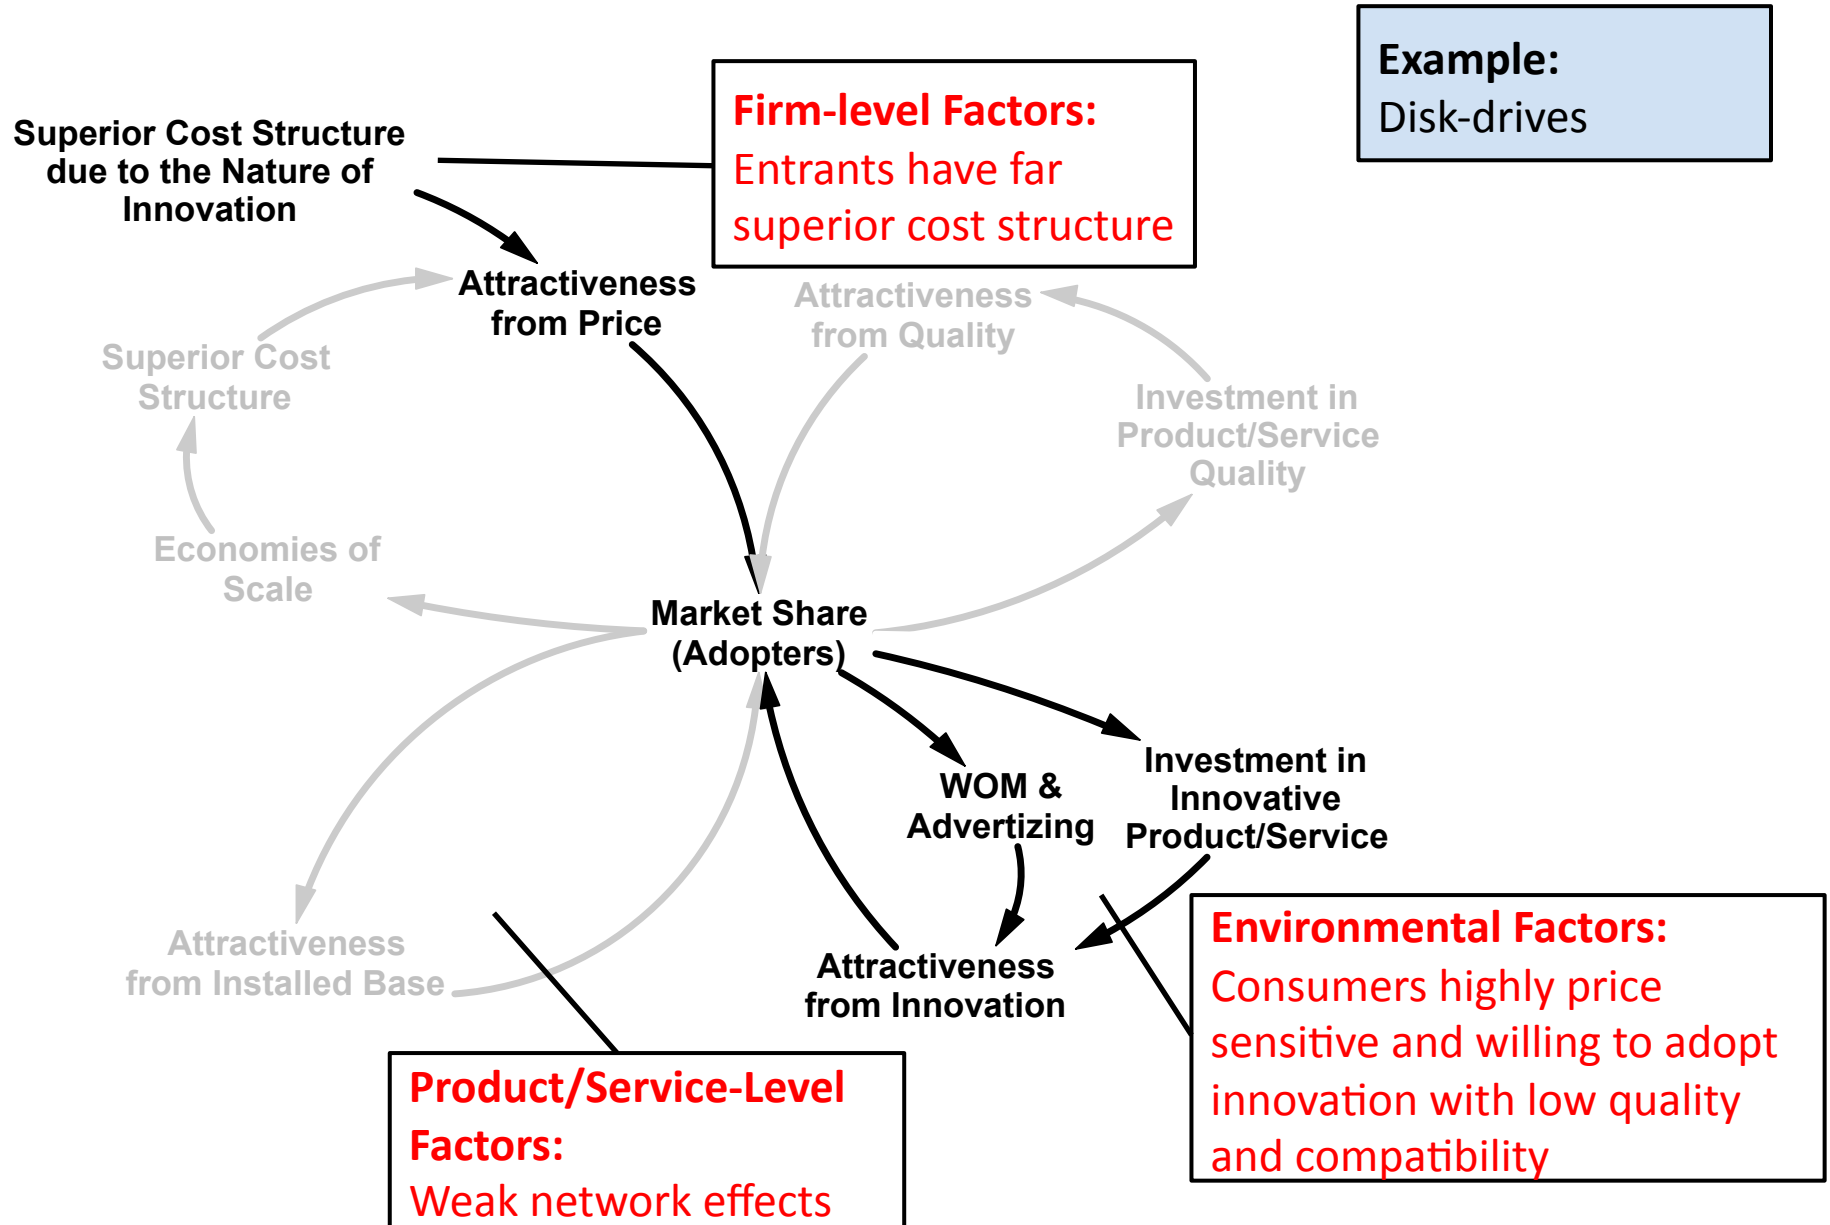 Example:
Disk-drives
Firm-level Factors:
Entrants have far
superior cost structure
Superior Cost Structure
due to the Nature of
Innovation
Attractiveness
from Price
Attractiveness
from Quality
Superior Cost
Structure
Investment in
Product/Service
Quality
Economies of
Scale
Market Share
(Adopters)
WOM &
Advertizing
Investment in
Innovative
Product/Service
Attractiveness
from Installed Base
Attractiveness
from Innovation
Environmental Factors:
Consumers highly price
sensitive and willing to adopt
innovation with low quality
and compatibility
Product/Service-Level
Factors:
Weak network effects